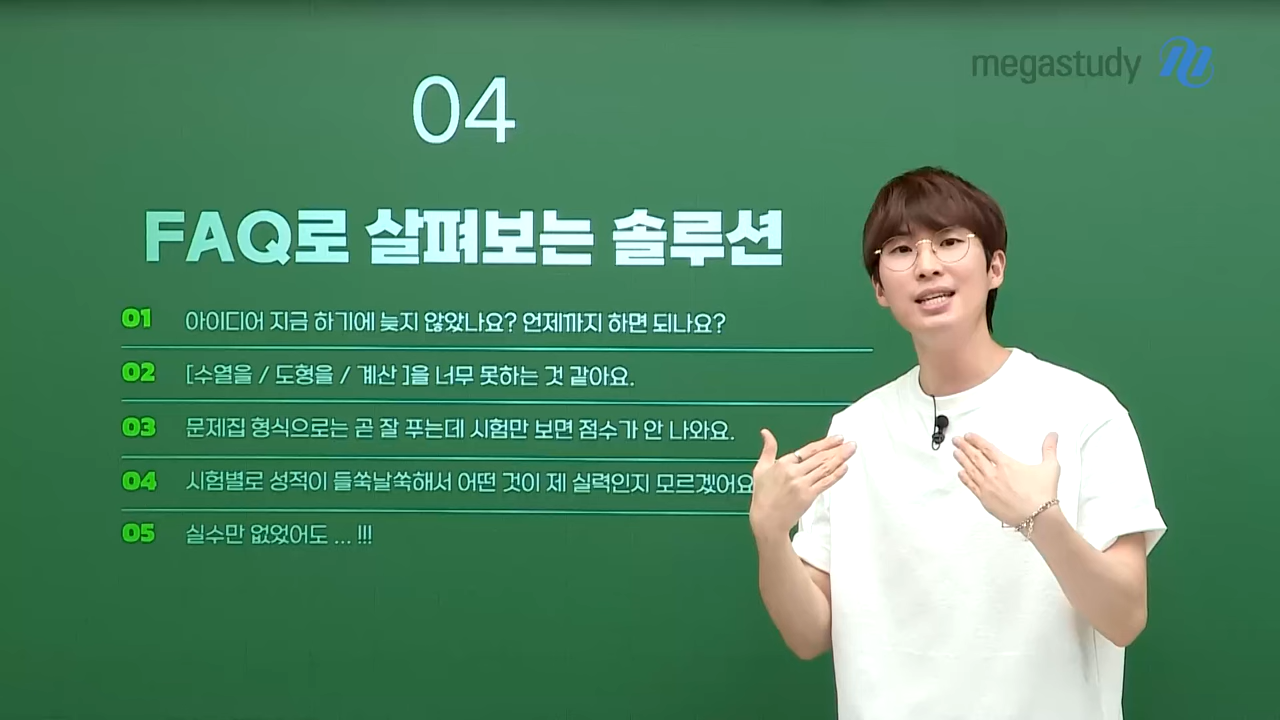 megastudy
04
FAQ로 살펴보는 솔루션
01 아이디어 지금 하기에 늦지 않았나요? 언제까지 하면 되나요?
02 [수열을 / 도형을 / 계산 ]을 너무 못하는 것 같아요.
03 문제집 형식으로는 곧 잘 푸는데 시험만 보면 점수가 안 나와요.
04 시험별로 성적이 들쑥날쑥해서 어떤 것이 제 실력인지 모르겠어요
05 실수만 없었어도 ... !!!